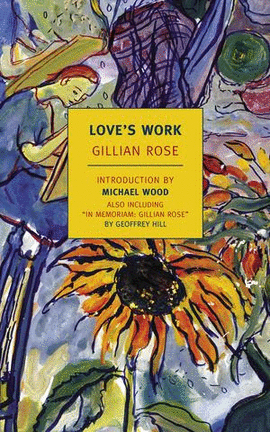 LOVE'S WORK
GILLIAN ROSE
INTRODUCTION BY
MICHAEL WOOD
ALSO INCLUDING
"IN MEMORIAM: GILLIAN ROSE"
BY GEOFFREY HILL